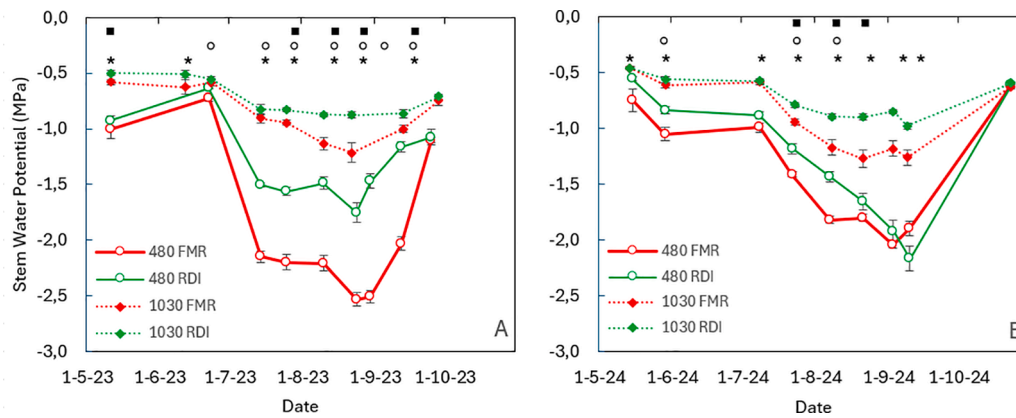 0,0
-0,5
-1,0
-1,5
-2,0
-2,5
-3,0
Stem Water Potential (MPa)
480 FMR
480 RDI
1030 FMR
1030 RDI
A
1-5-23 1-6-23 1-7-23 1-8-23 1-9-23 1-10-23
Date
0,0
-0,5
-1,0
-1,5
-2,0
-2,5
-3,0
480 FMR
480 RDI
1030 FMR
1030 RDI
1-5-24 1-6-24 1-7-24 1-8-24 1-9-24 1-10-24
Date